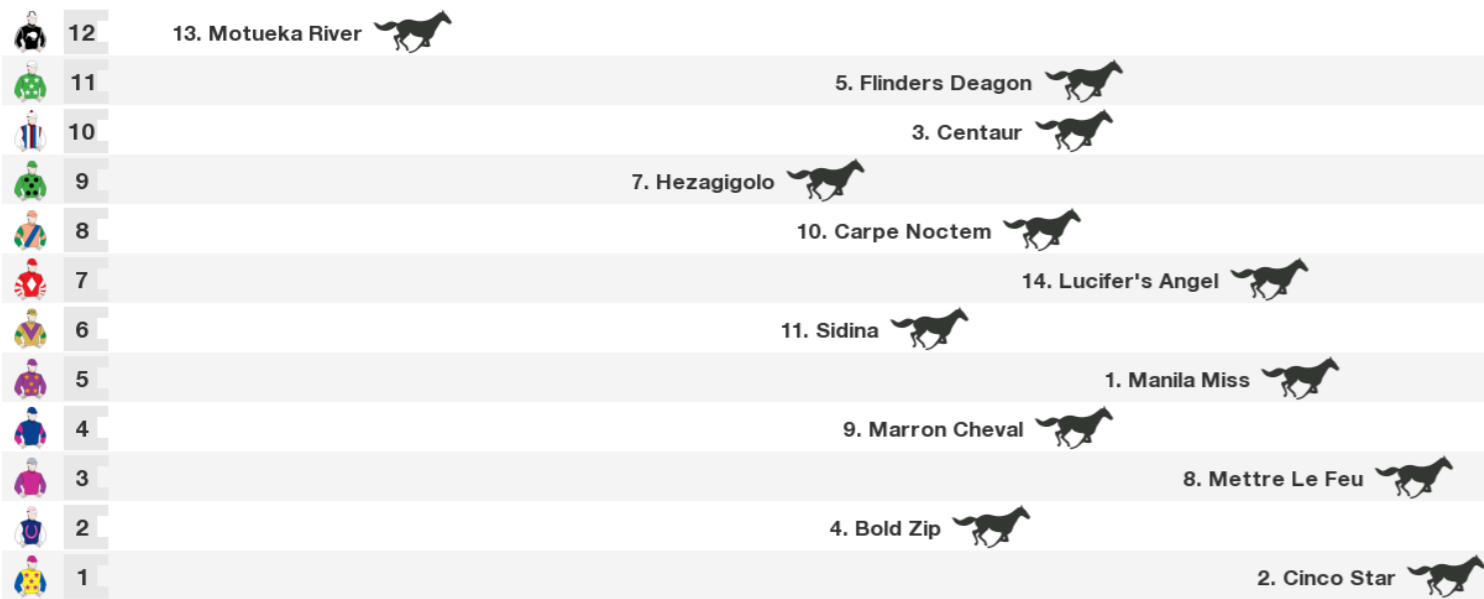 12 13. Motueka River
11 5. Flinders Deagon
10 3. Centaur
9 7. Hezagigolo
8 10. Carpe Noctem
7 14. Lucifer's Angel
6 11. Sidina
5 1. Manila Miss
4 9. Marron Cheval
3 8. Mettre Le Feu
2 4. Bold Zip
1 2. Cinco Star